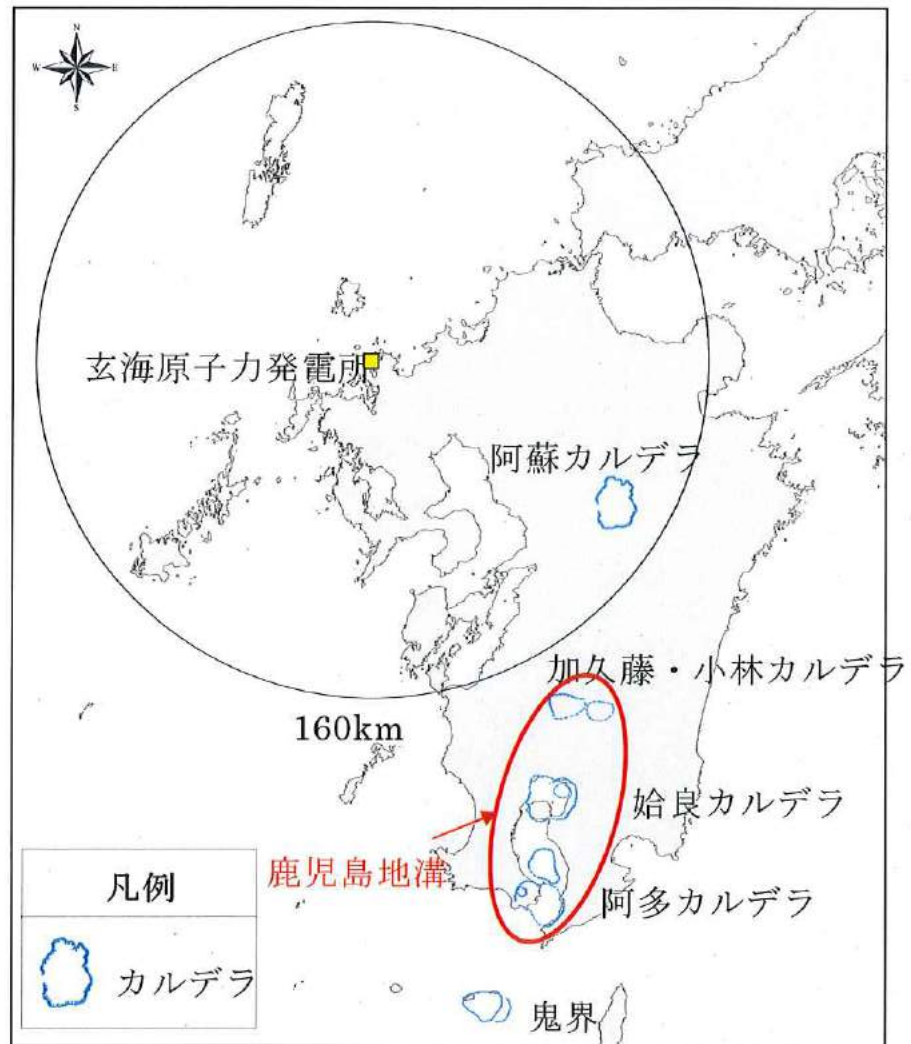 N
W E
S
玄海原子力発電所
阿蘇カルデラ
加久藤・小林カルデラ
160km
姶良カルデラ
鹿児島地溝
阿多カルデラ
凡例
カルデラ
鬼界